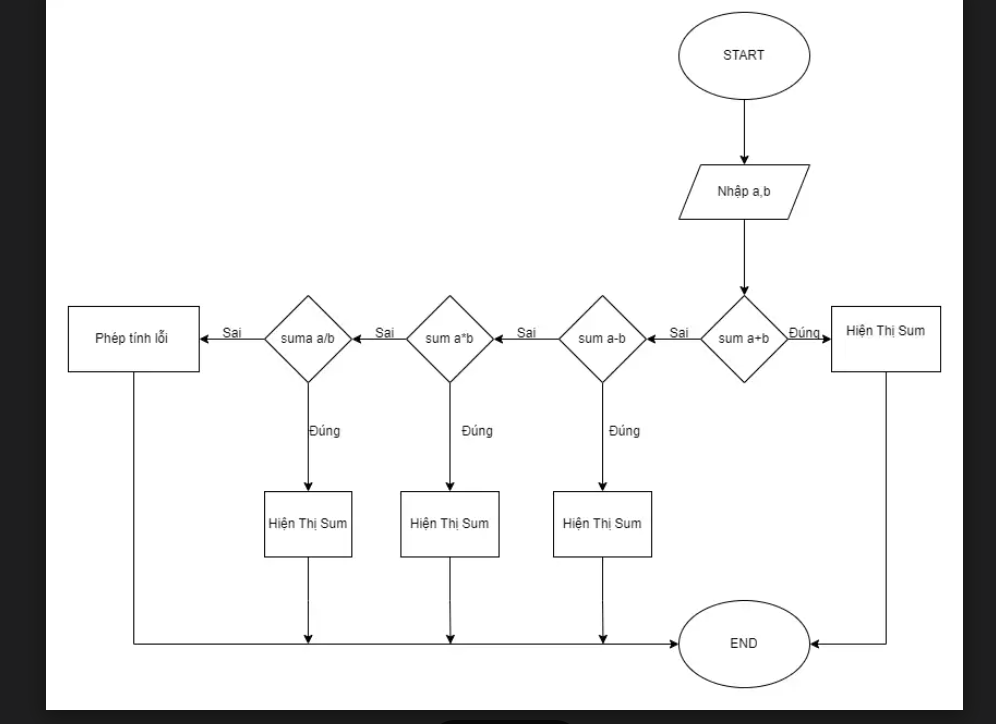 START
Nhập a,b
Phép tính lỗi
Sai
suma a/b
Sai
sum a*b
Sai
sum a-b
Sai
sum a+b
Đúng
Hiện Thị Sum
Đúng
Đúng
Đúng
Hiện Thị Sum
Hiện Thị Sum
Hiện Thị Sum
END